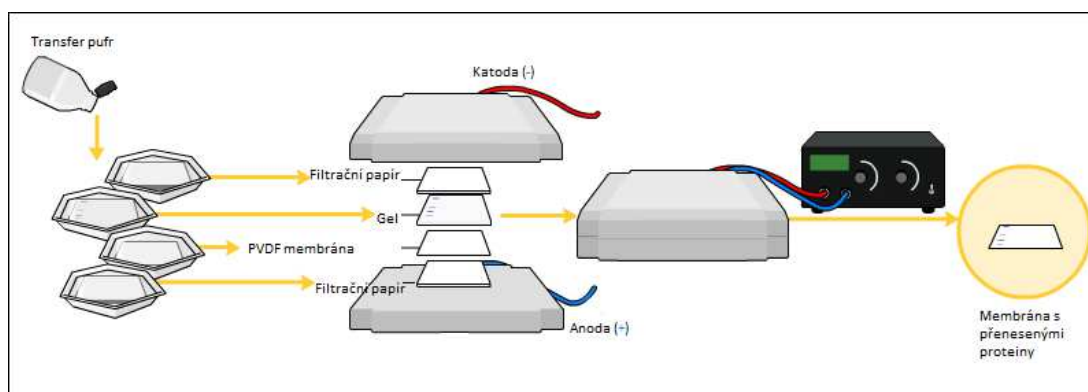 Transfer pufr
Katoda (-)
Filtrační papír
Gel
PVDF membrána
Filtrační papír
Anoda (+)
Membrána s
přenesenými
proteiny